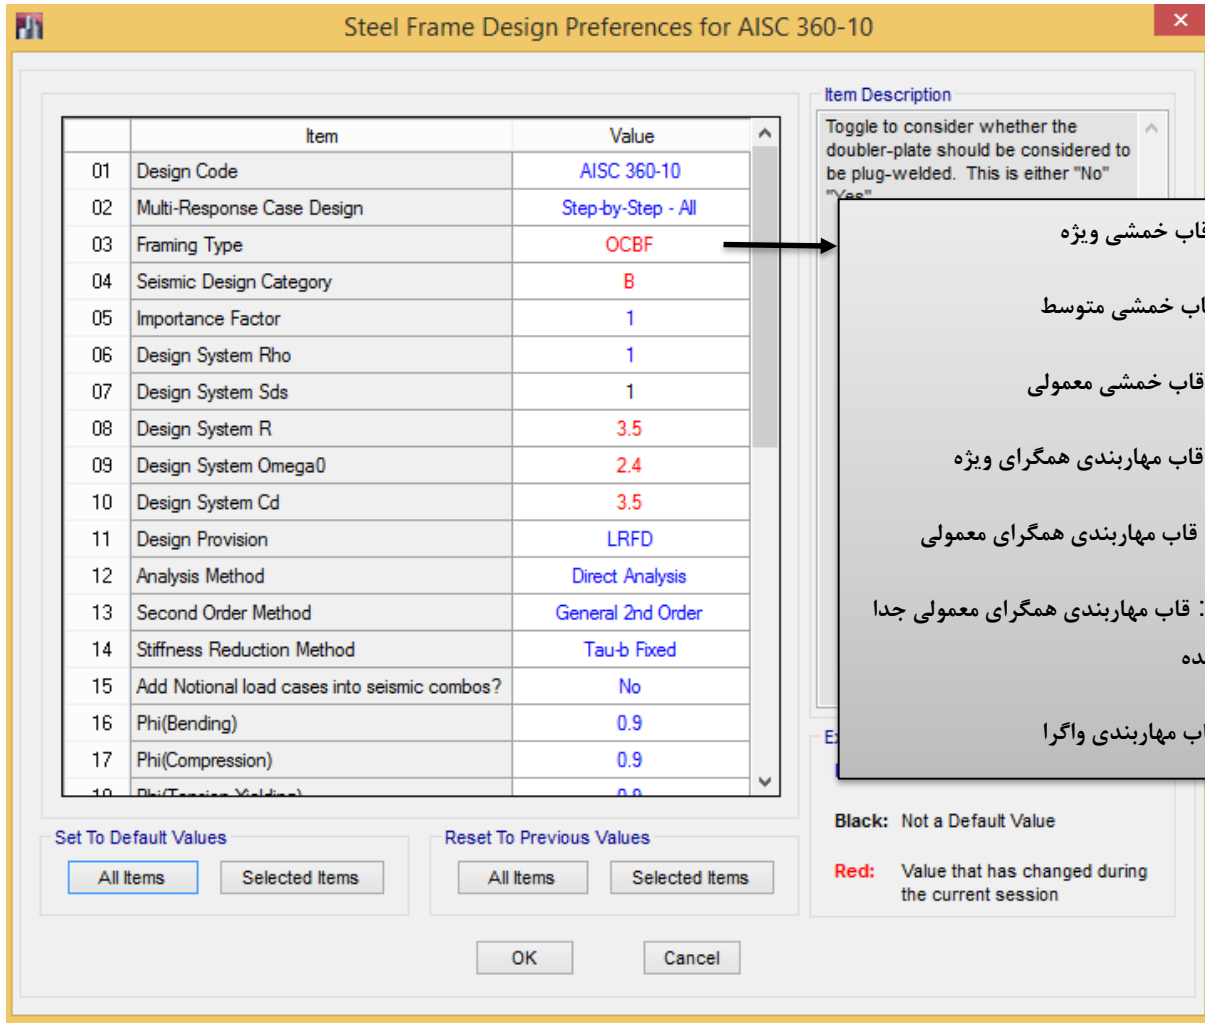 Steel Frame Design Preferences for AISC 360-10
Item Value
01 Design Code AISC 360-10
02 Multi-Response Case Design Step-by-Step - All
03 Framing Type OCBF
04 Seismic Design Category B
05 Importance Factor 1
06 Design System Rho 1
07 Design System Sds 1
08 Design System R 3.5
09 Design System Omega0 2.4
10 Design System Cd 3.5
11 Design Provision LRFD
12 Analysis Method Direct Analysis
13 Second Order Method General 2nd Order
14 Stiffness Reduction Method Tau-b Fixed
15 Add Notional load cases into seismic combos? No
16 Phi(Bending) 0.9
17 Phi(Compression) 0.9
18 Phi(Tension Yielding) 0.9
Set To Default Values
All Items Selected Items
Reset To Previous Values
All Items Selected Items
Item Description
Toggle to consider whether the
doubler-plate should be considered to
be plug-welded. This is either "No"
"Yes"
قاب خمشی ویژه
خمشی متوسط
قاب خمشی معمولی
قاب مهاربندی همگرای ویژه
قاب مهاربندی همگرای معمولی
: قاب مهاربندی همگرای معمولی جدا
مهاربندی واگرا
Black: Not a Default Value
Red: Value that has changed during
the current session
OK Cancel